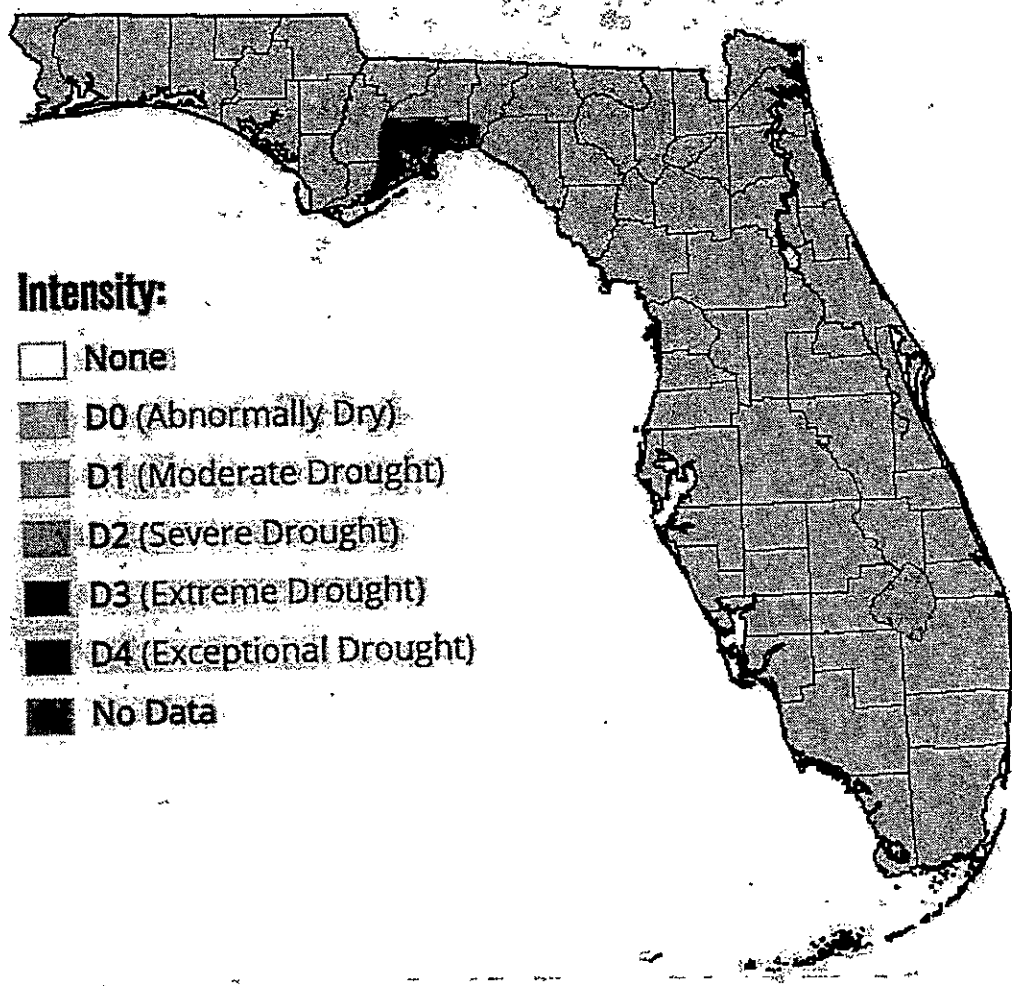 Intensity:
None
D0 (Abnormally Dry)
D1 (Moderate Drought)
D2 (Severe Drought)
D3 (Extreme Drought)
D4 (Exceptional Drought)
No Data